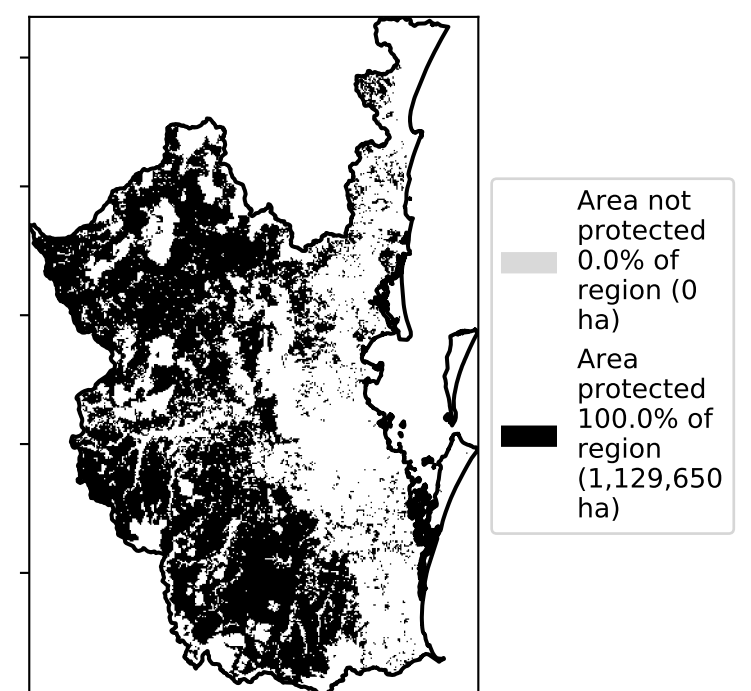 Area not
protected
0.0% of
region (0
ha)
Area
protected
100.0% of
region
(1,129,650
ha)